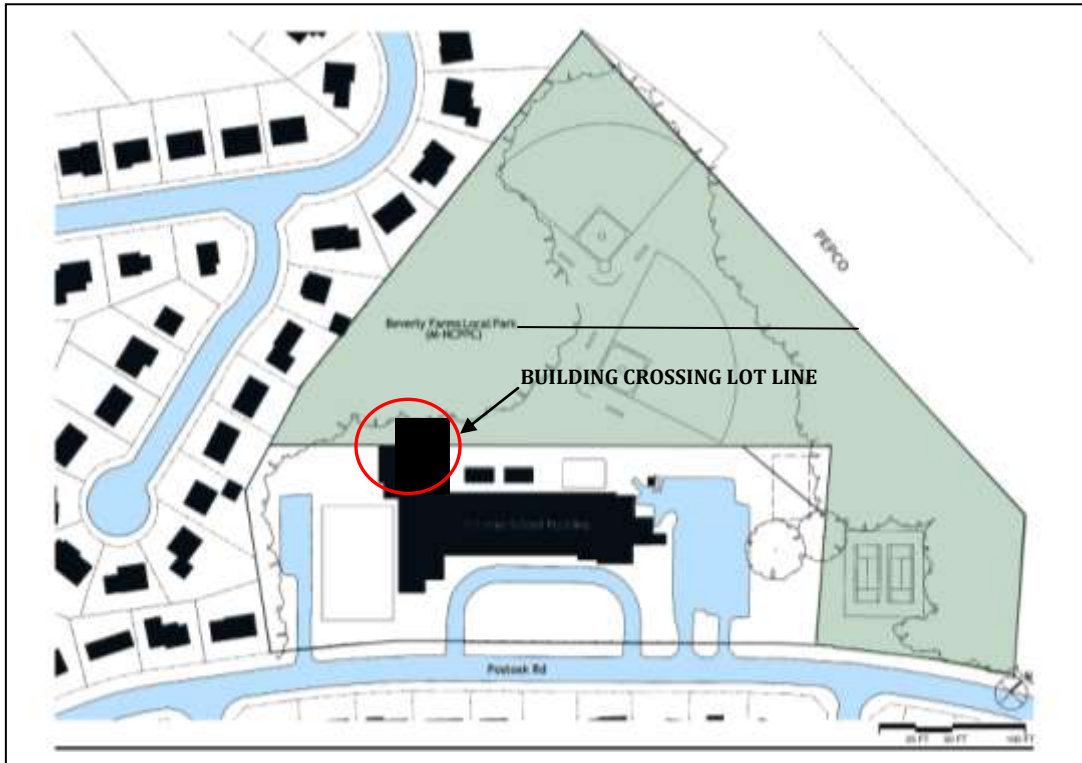 PEPCO
Beverly Farms Local Park
(M-NCPPC)
BUILDING CROSSING LOT LINE
Postoak Rd
N